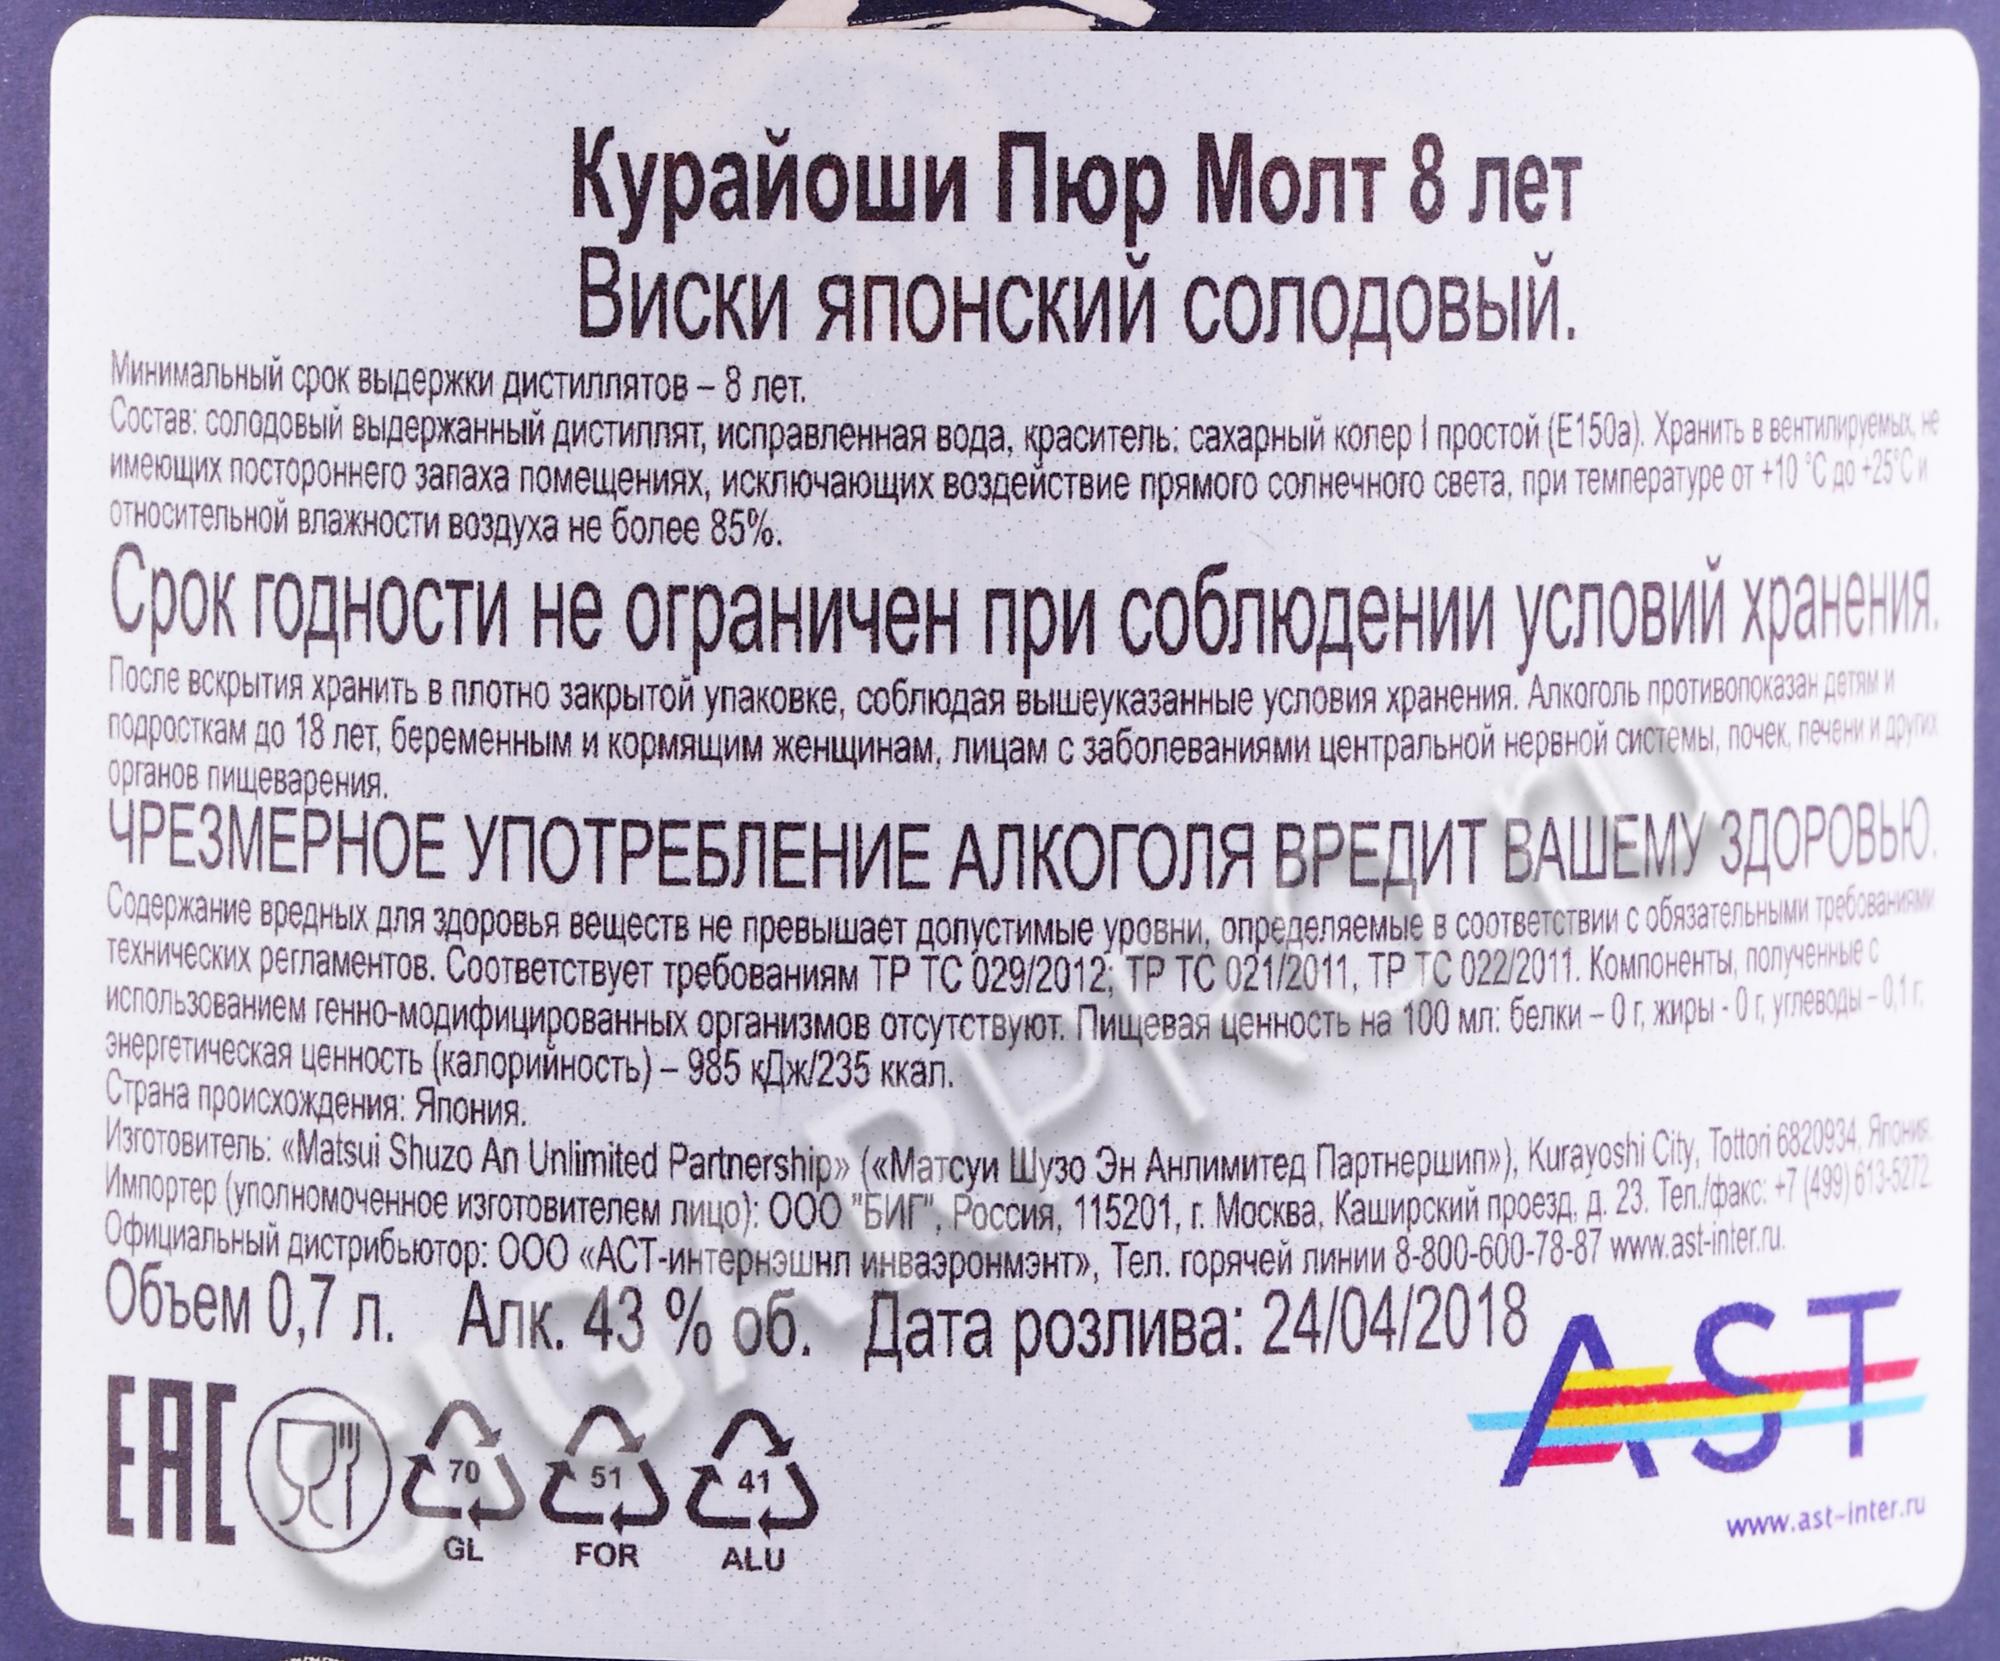 Курайоши Пюр Молт 8 лет
Виски японский солодовый.
Минимальный срок выдержки дистиллятов – 8 лет.
Состав: солодовый выдержанный дистиллят, исправленная вода, краситель: сахарный колер I простой (Е150а). Хранить в вентилируемых, не
имеющих постороннего запаха помещениях, исключающих воздействие прямого солнечного света, при температуре от +10 °С до +25°С и
относительной влажности воздуха не более 85%.
Срок годности не ограничен при соблюдении условий хранения.
После вскрытия хранить в плотно закрытой упаковке, соблюдая вышеуказанные условия хранения. Алкоголь противопоказан детям и
подросткам до 18 лет, беременным и кормящим женщинам, лицам с заболеваниями центральной нервной системы, почек, печени и других
органов пищеварения.
ЧРЕЗМЕРНОЕ УПОТРЕБЛЕНИЕ АЛКОГОЛЯ ВРЕДИТ ВАШЕМУ ЗДОРОВЬЮ.
Содержание вредных для здоровья веществ не превышает допустимые уровни, определяемые в соответствии с обязательными требованиями
технических регламентов. Соответствует требованиям ТР ТС 029/2012; ТР ТС 021/2011, ТР ТС 022/2011. Компоненты, полученные с
использованием генно-модифицированных организмов отсутствуют. Пищевая ценность на 100 мл: белки – 0 г, жиры - 0 г, углеводы – 0,1 г,
энергетическая ценность (калорийность) – 985 кДж/235 ккал.
Страна происхождения: Япония.
Изготовитель: «Matsui Shuzo An Unlimited Partnership» («Матсуи Шузо Эн Анлимитед Партнершип»), Kurayoshi City, Tottori 6820934, Япония.
Импортер (уполномоченное изготовителем лицо): ООО "БИГ", Россия, 115201, г. Москва, Каширский проезд, д. 23. Тел./факс: +7 (499) 613-5272.
Официальный дистрибьютор: ООО «АСТ-интернэшнл инваэронмэнт», Тел. горячей линии 8-800-600-78-87 www.ast-inter.ru.
Объем 0,7 л. Алк. 43 % об. Дата розлива: 24/04/2018
EAC
70 51 41
GL FOR ALU
AST
www.ast-inter.ru
CIGARPRO.ru